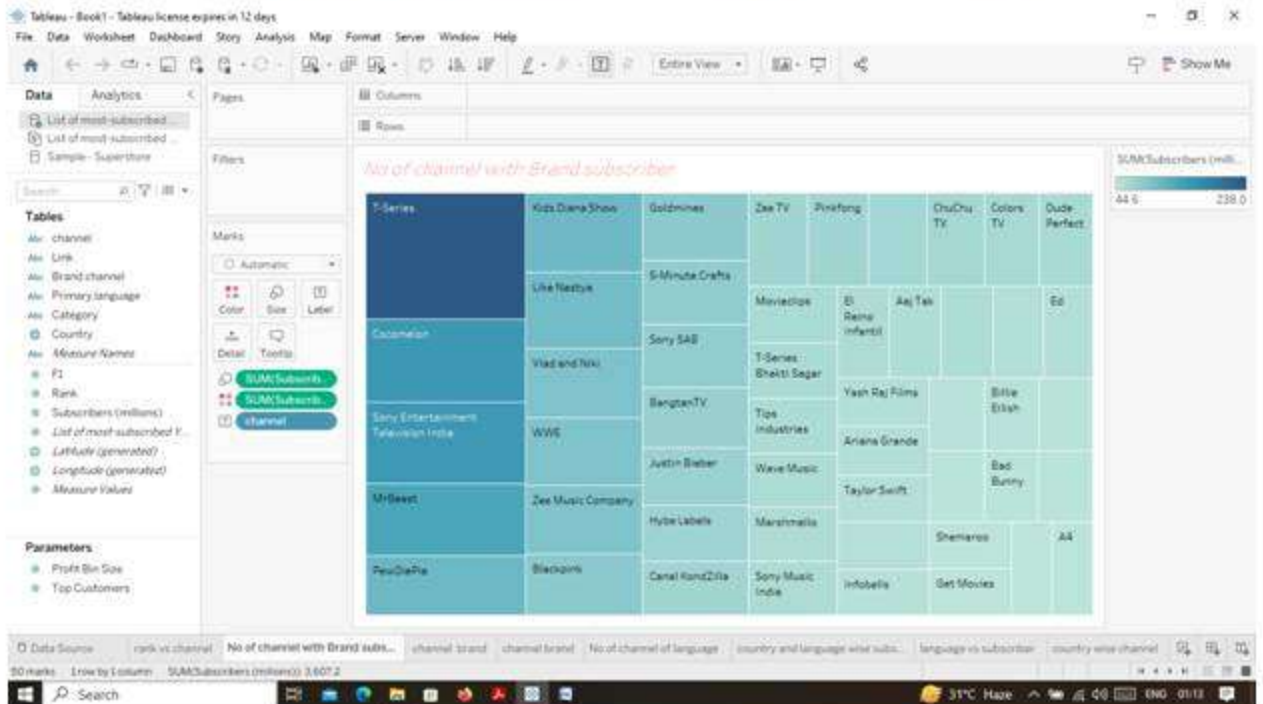 Tableau - Book1 - Tableau license expires in 12 days
File Data Worksheet Dashboard Story Analysis Map Format Server Window Help
Entire View
Show Me
Data Analytics
Pages
Columns
List of most-subscribed ...
List of most-subscribed ...
Rows
Sample - Superstore
Filters
No of channel with Brand subscriber
SUM(Subscribers (milli...
44.6 238.0
Search
Tables
Abc channel
Abc Link
Abc Brand channel
Abc Primary language
Abc Category
Country
Abc Measure Names
F1
Rank
Subscribers (millions)
List of most-subscribed Y...
Latitude (generated)
Longitude (generated)
Measure Values
Parameters
Profit Bin Size
Top Customers
Marks
Automatic
Color Size Label
Detail Tooltip
SUM(Subscrib..
SUM(Subscrib..
channel
T-Series
Cocomelon
Sony Entertainment
Television India
MrBeast
PewDiePie
Kids Diana Show
Like Nastya
Vlad and Niki
WWE
Zee Music Company
Blackpink
Goldmines
5-Minute Crafts
Sony SAB
BangtanTV
Justin Bieber
Hybe Labels
Canal KondZilla
Zee TV
Pinkfong
ChuChu
TV
Colors
TV
Dude
Perfect
Movieclips
El
Reino
Infantil
Aaj Tak
Ed
T-Series
Bhakti Sagar
Yash Raj Films
Billie
Eilish
Tips
Industries
Ariana Grande
Wave Music
Taylor Swift
Bad
Bunny
Marshmello
Shemaroo
A4
Sony Music
India
Infobells
Get Movies
Data Source rank vs channel No of channel with Brand subs... channel brand channel brand No of channel of language country and language wise subs... language vs subscriber country wise channel
50 marks 1 row by 1 column SUM(Subscribers (millions)): 3,607.2
Search
31°C Haze ENG 01:13